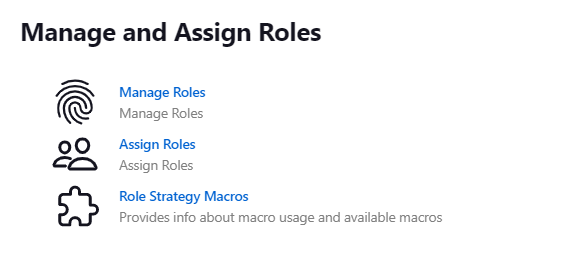 Manage and Assign Roles
Manage Roles
Manage Roles
Assign Roles
Assign Roles
Role Strategy Macros
Provides info about macro usage and available macros